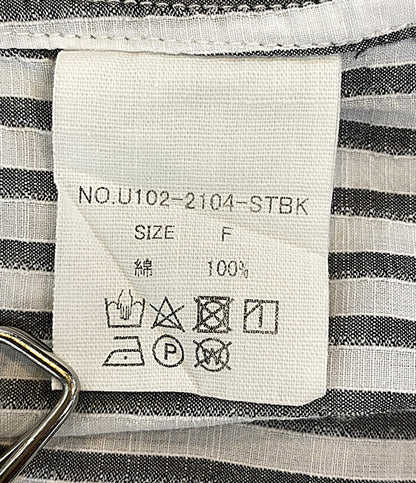 NO.U102-2104-STBK
SIZE F
綿 100%
P
W